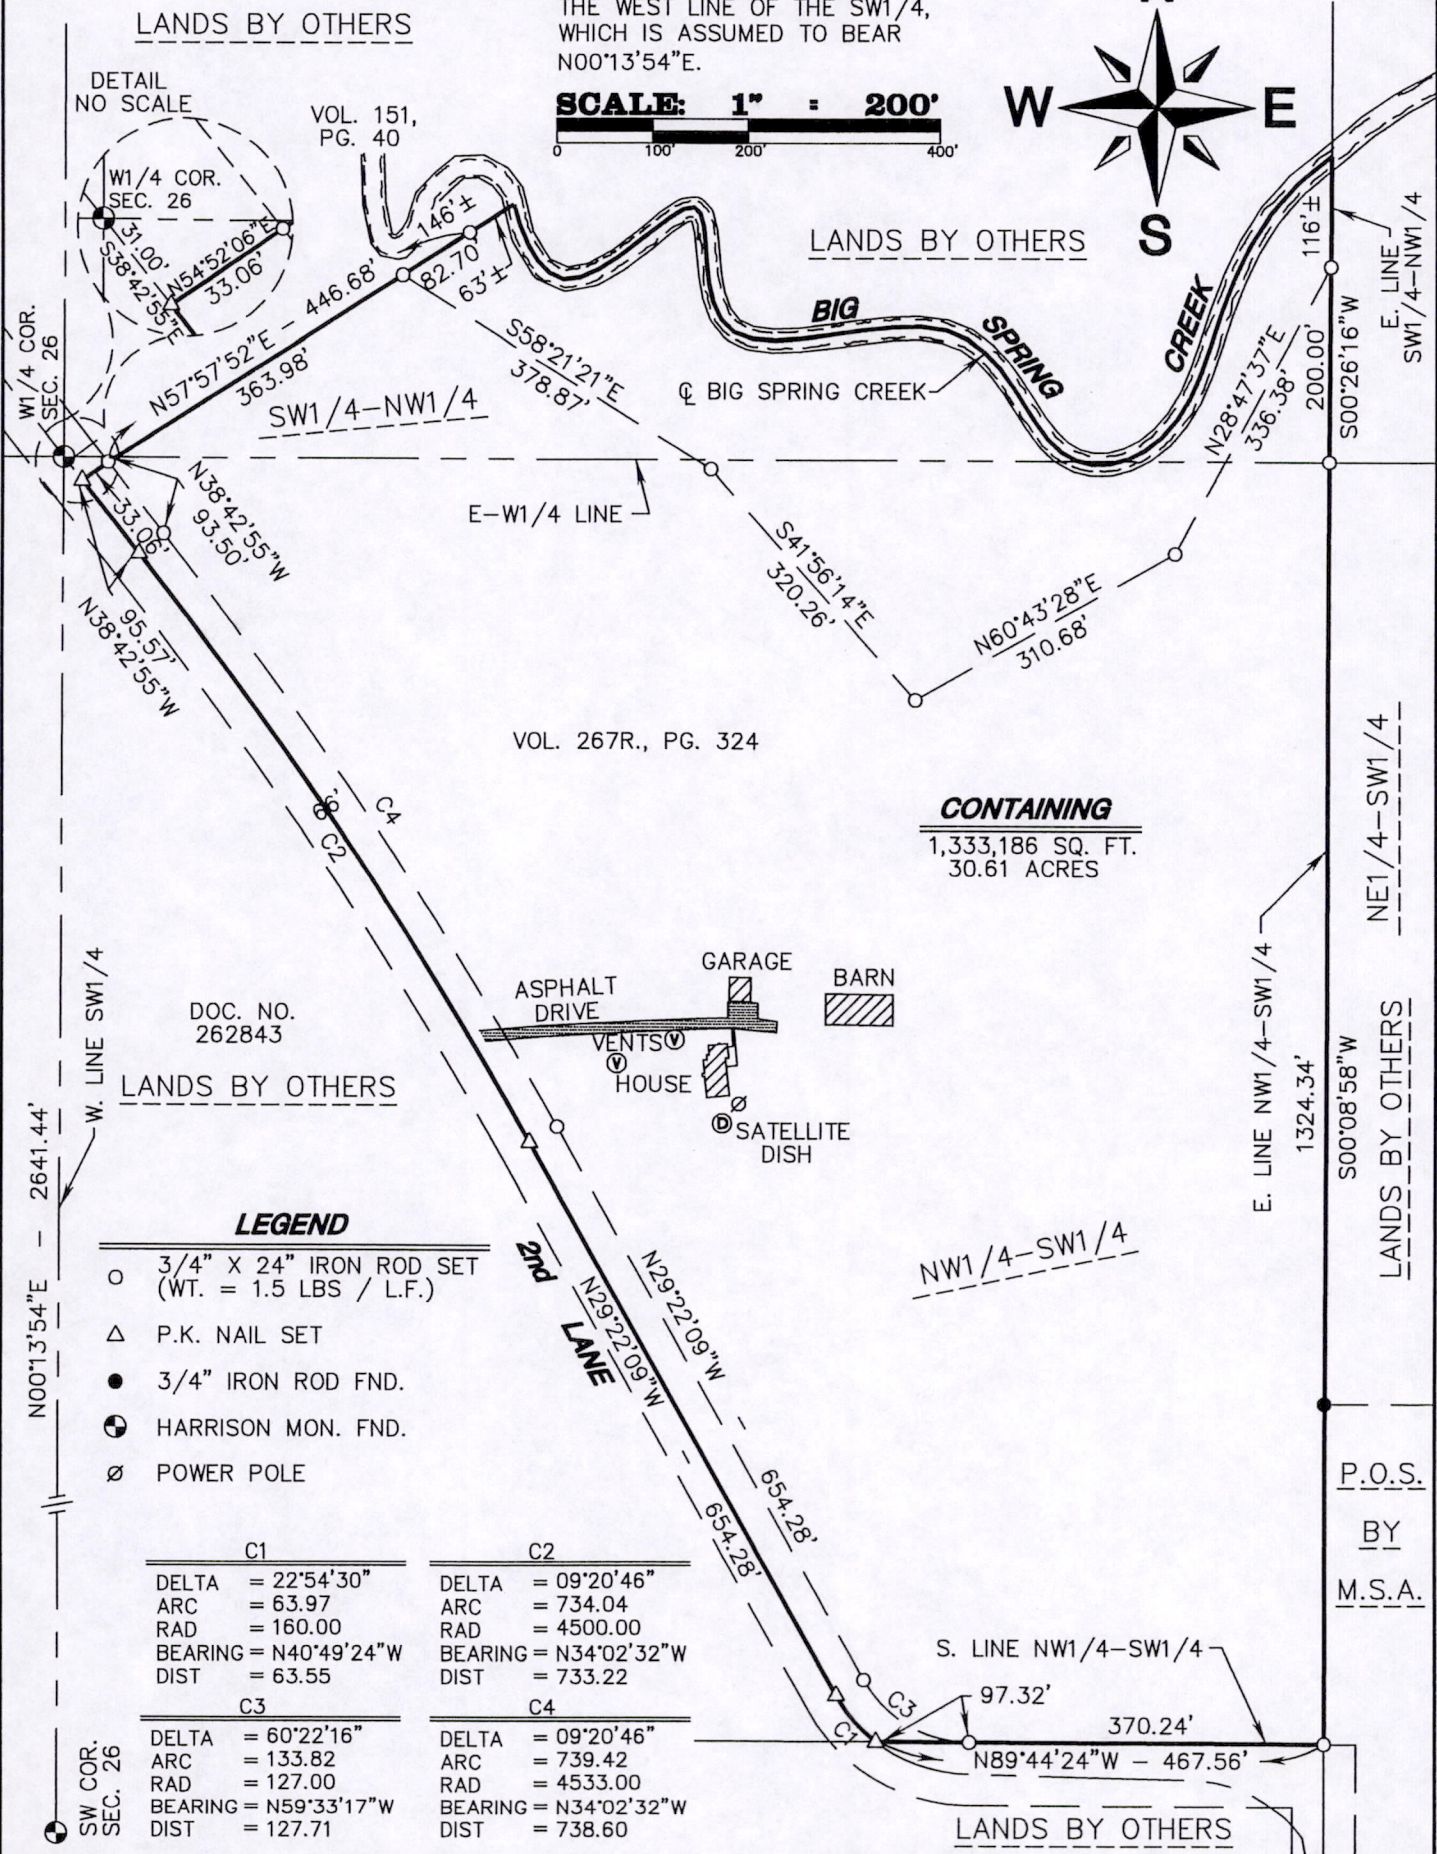 THE WEST LINE OF THE SW1/4,
WHICH IS ASSUMED TO BEAR
N00°13'54"E.
LANDS BY OTHERS
DETAIL
NO SCALE
VOL. 151,
PG. 40
SCALE: 1" = 200'
0 100' 200' 400'
W E
S
W1/4 COR.
SEC. 26
31.00'
S38°42'55"E
N54°52'06"E
33.06'
146'±
82.70'
63'±
LANDS BY OTHERS
116'±
E. LINE
SW1/4-NW1/4
W1/4 COR.
SEC. 26
N57°57'52"E - 446.68'
363.98'
SW1/4-NW1/4
S58°21'21"E
378.87'
BIG
SPRING
CREEK
℄ BIG SPRING CREEK
N28°47'37"E
336.38'
200.00'
S00°26'16"W
N38°42'55"W
93.50'
33.06'
95.57'
N38°42'55"W
E-W1/4 LINE
S41°56'14"E
320.26'
N60°43'28"E
310.68'
VOL. 267R., PG. 324
66'
C2
C4
CONTAINING
1,333,186 SQ. FT.
30.61 ACRES
NE1/4-SW1/4
E. LINE NW1/4-SW1/4
1324.34'
S00°08'58"W
LANDS BY OTHERS
W. LINE SW1/4
DOC. NO.
262843
LANDS BY OTHERS
ASPHALT
DRIVE
GARAGE
BARN
VENTS V
V
HOUSE
D SATELLITE
DISH
N00°13'54"E - 2641.44'
LEGEND
3/4" X 24" IRON ROD SET
(WT. = 1.5 LBS / L.F.)
P.K. NAIL SET
3/4" IRON ROD FND.
HARRISON MON. FND.
POWER POLE
2nd
LANE
N29°22'09"W
N29°22'09"W
654.28'
654.28'
NW1/4-SW1/4
P.O.S.
BY
M.S.A.
C1
DELTA = 22°54'30"
ARC = 63.97
RAD = 160.00
BEARING = N40°49'24"W
DIST = 63.55
C2
DELTA = 09°20'46"
ARC = 734.04
RAD = 4500.00
BEARING = N34°02'32"W
DIST = 733.22
C3
DELTA = 60°22'16"
ARC = 133.82
RAD = 127.00
BEARING = N59°33'17"W
DIST = 127.71
C4
DELTA = 09°20'46"
ARC = 739.42
RAD = 4533.00
BEARING = N34°02'32"W
DIST = 738.60
S. LINE NW1/4-SW1/4
97.32'
C3
C1
370.24'
N89°44'24"W - 467.56'
LANDS BY OTHERS
SW COR.
SEC. 26